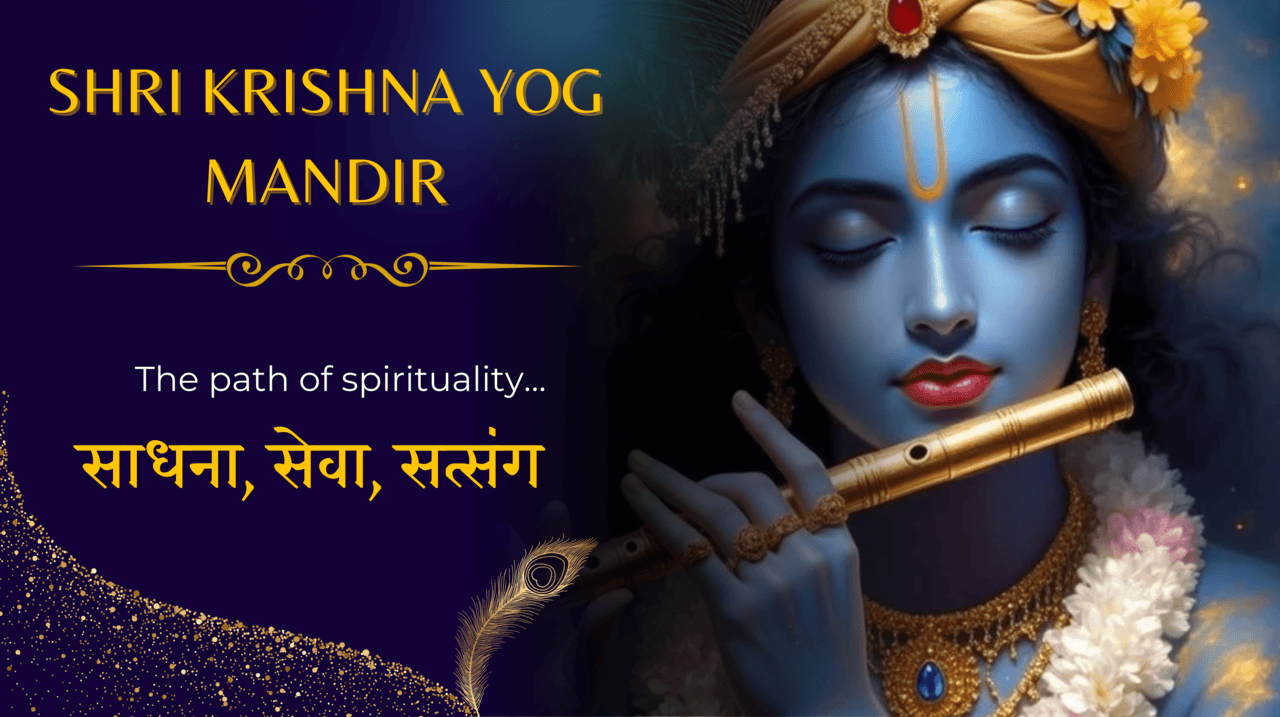 SHRI KRISHNA YOG
MANDIR
The path of spirituality...
साधना, सेवा, सत्संग